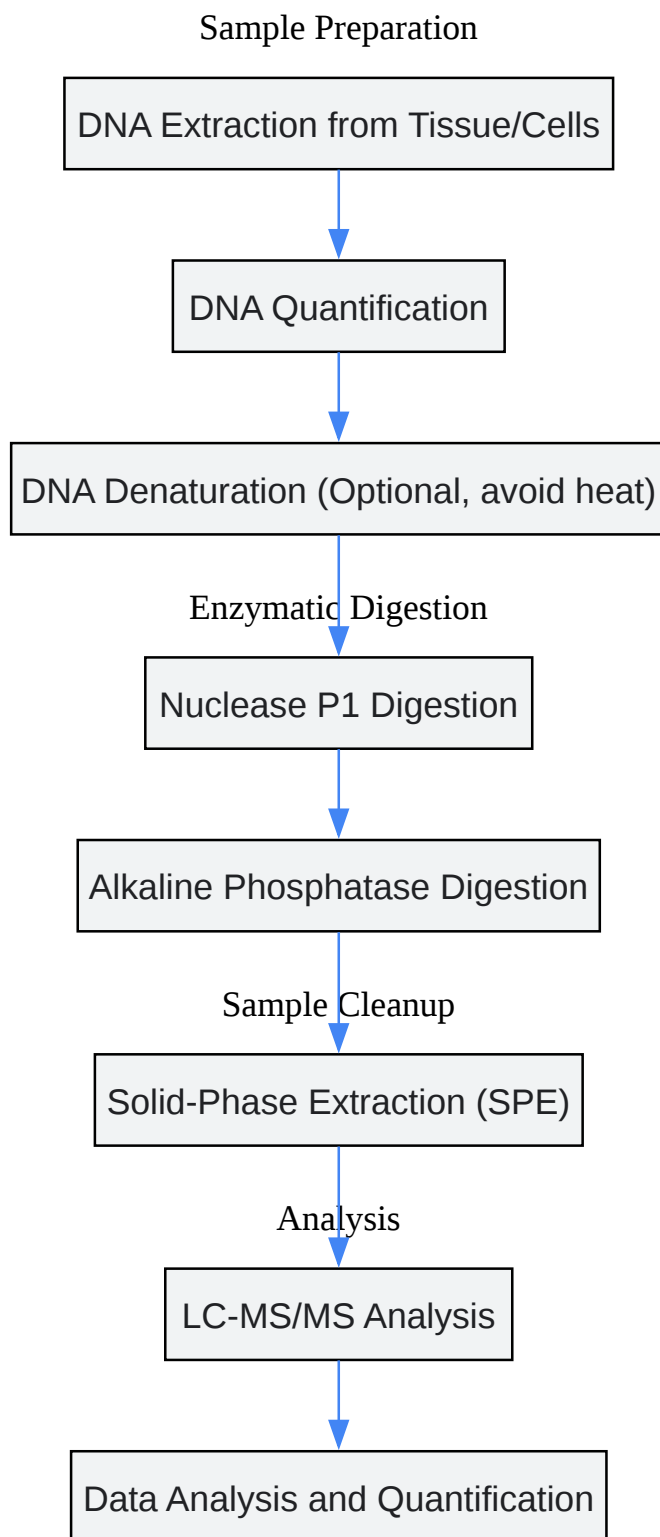 Sample Preparation
DNA Extraction from Tissue/Cells
DNA Quantification
DNA Denaturation (Optional, avoid heat)
Enzymatic Digestion
Nuclease P1 Digestion
Alkaline Phosphatase Digestion
Sample Cleanup
Solid-Phase Extraction (SPE)
Analysis
LC-MS/MS Analysis
Data Analysis and Quantification